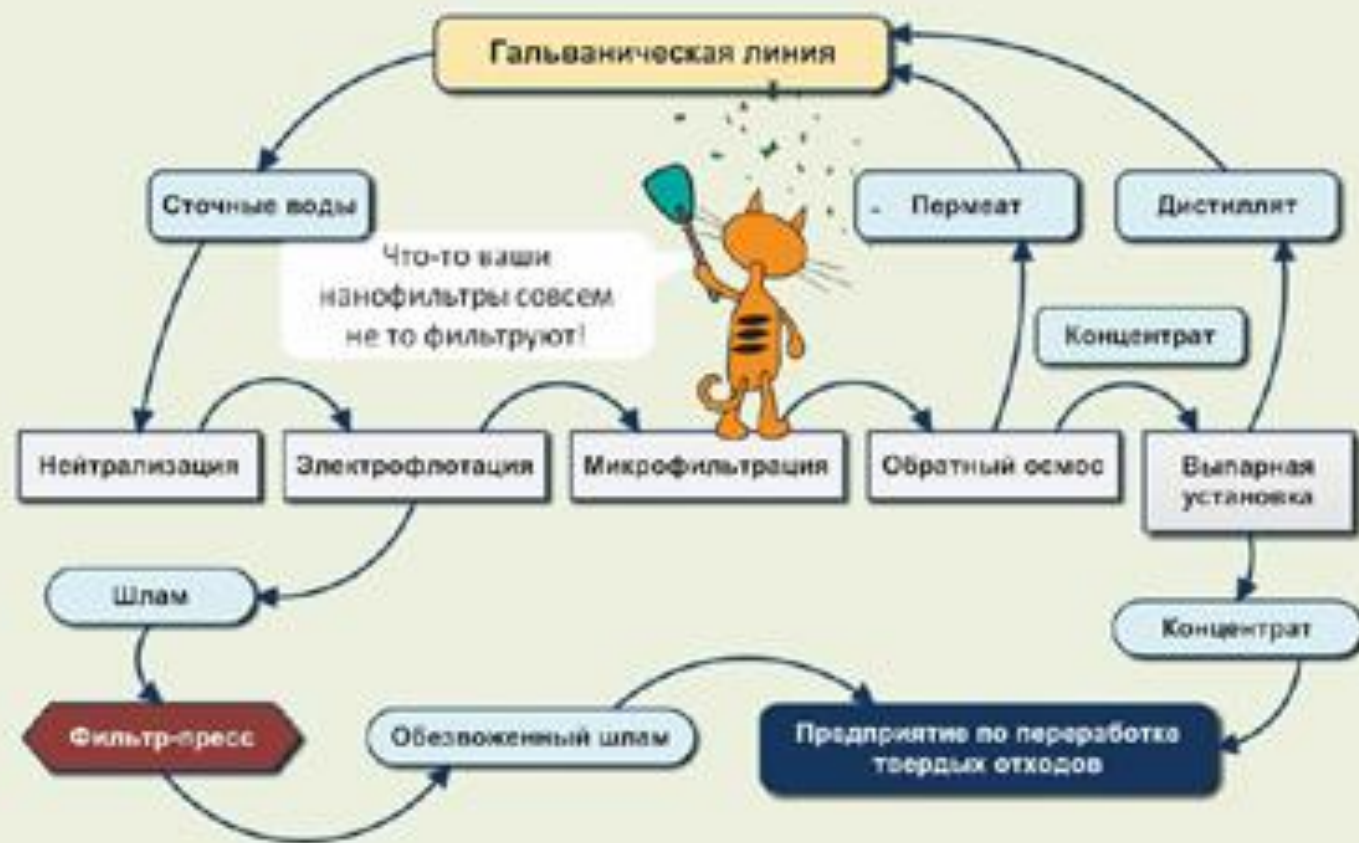 Гальваническая линия
Сточные воды
Пермеат
Дистиллят
Что-то ваши
нанофильтры совсем
не то фильтруют!
Концентрат
Нейтрализация
Электрофлотация
Микрофильтрация
Обратный осмос
Выпарная
установка
Шлам
Концентрат
Фильтр-пресс
Обезвоженный шлам
Предприятие по переработке
твердых отходов